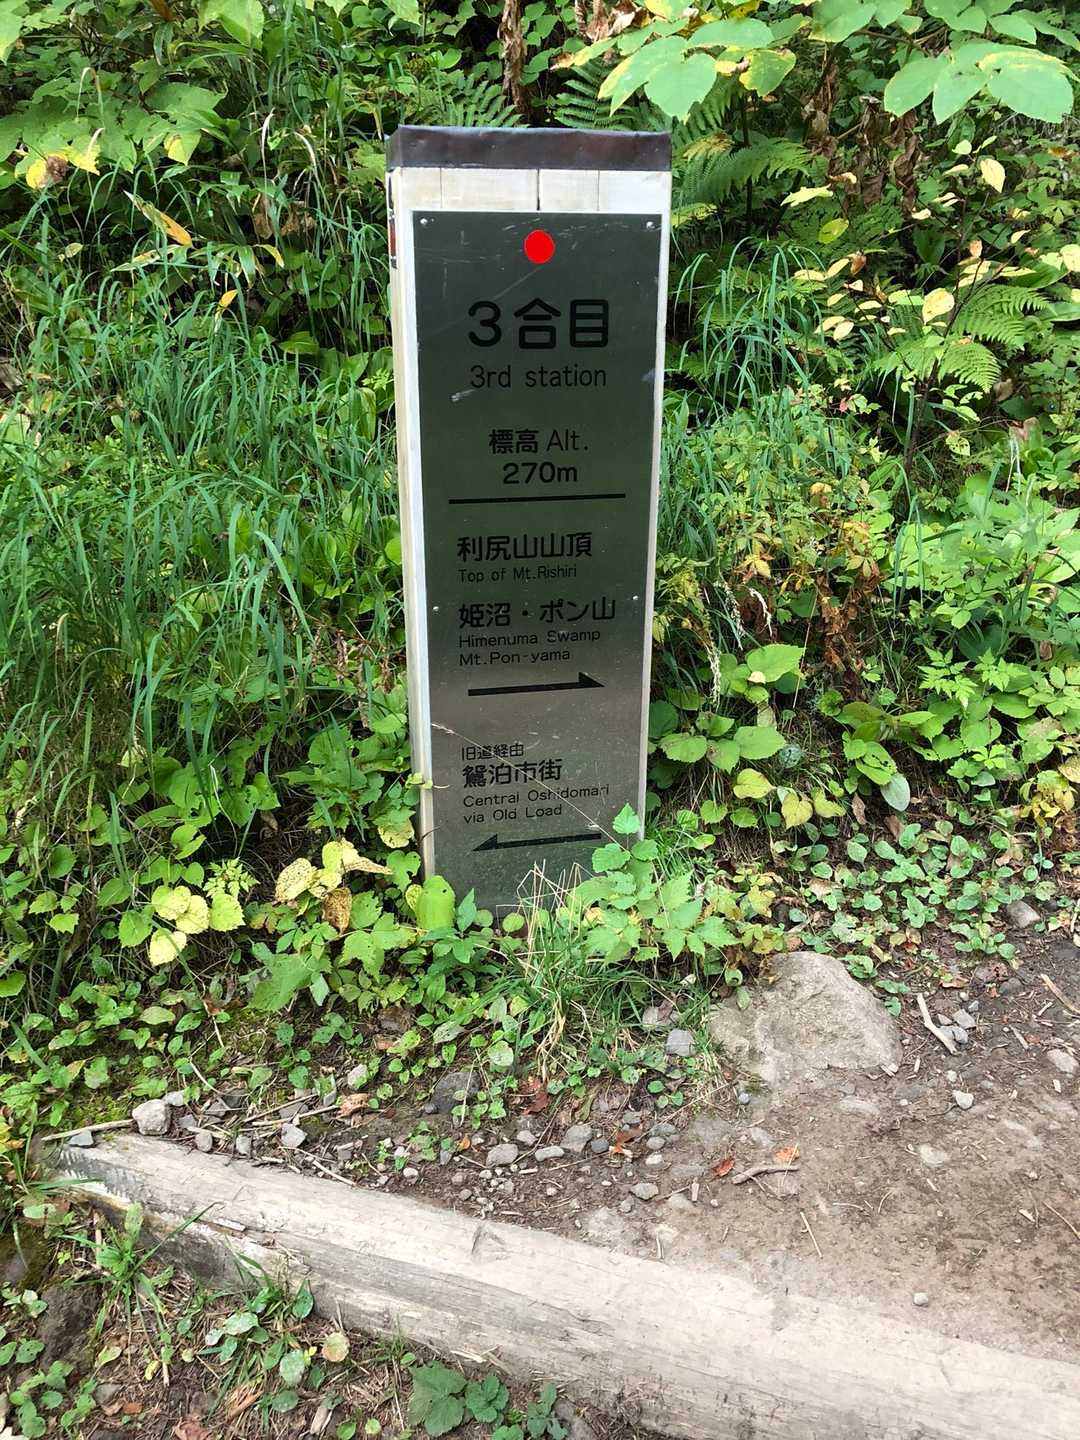 3合目
3rd station
標高 Alt.
270m
利尻山山頂
Top of Mt.Rishiri
姫沼・ポン山
Himenuma Swamp
Mt.Pon-yama
旧道経由
鴛泊市街
Central Oshidomari
via Old Load